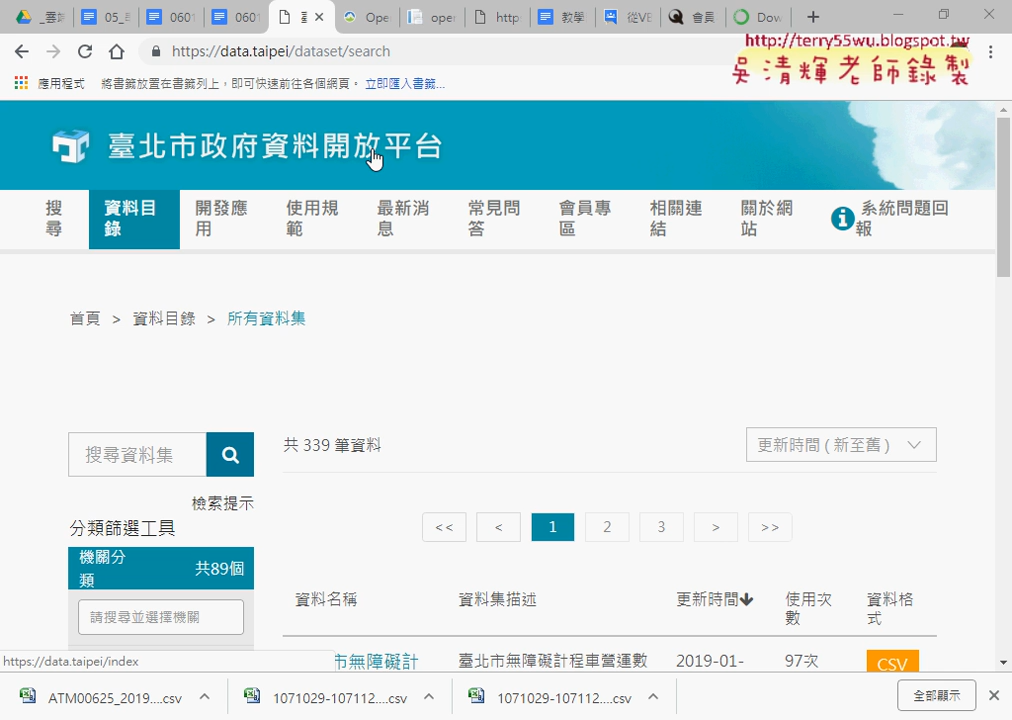 _雲端
05_
0601
0601
Ope
oper
http
教學
從VE
會員
Dow
https://data.taipei/dataset/search
http://terry55wu.blogspot.tw
吳清輝老師錄製
應用程式 將書籤放置在書籤列上，即可快速前往各個網頁。 立即匯入書籤...
臺北市政府資料開放平台
搜尋
資料目錄
開發應用
使用規範
最新消息
常見問答
會員專區
相關連結
關於網站
系統問題回報
首頁 > 資料目錄 > 所有資料集
搜尋資料集
共 339 筆資料
更新時間 ( 新至舊 )
檢索提示
分類篩選工具
<< < 1 2 3 > >>
機關分類
共89個
請搜尋並選擇機關
資料名稱
資料集描述
更新時間
使用次數
資料格式
市無障礙計
臺北市無障礙計程車營運數
2019-01-
97次
CSV
https://data.taipei/index
ATM00625_2019....csv
1071029-107112....csv
1071029-107112....csv
全部顯示